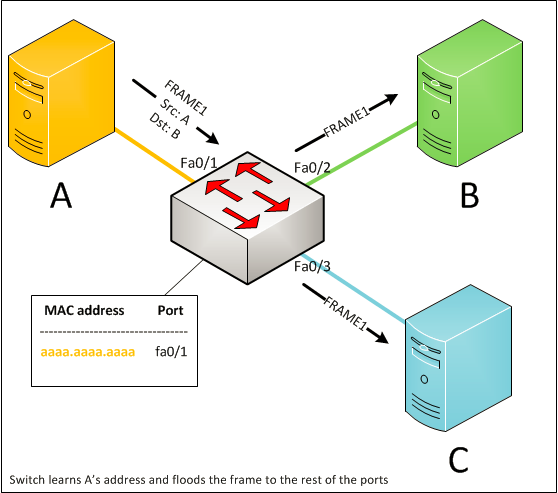 FRAME1
Src: A
Dst: B
FRAME1
Fa0/1
Fa0/2
A
B
Fa0/3
FRAME1
MAC address Port
---------------------------------
aaaa.aaaa.aaaa fa0/1
C
Switch learns A's address and floods the frame to the rest of the ports